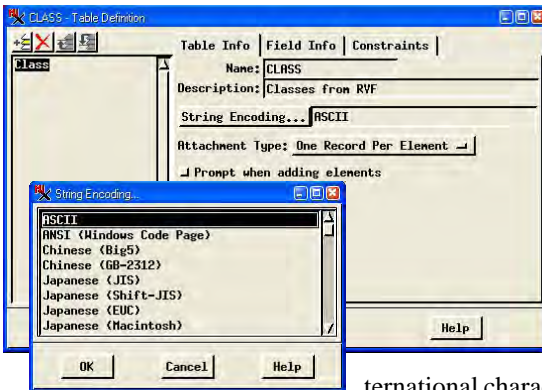 CLASS - Table Definition
Table Info Field Info Constraints
Class
Name: CLASS
Description: Classes from RVF
String Encoding... ASCII
Attachment Type: One Record Per Element
Prompt when adding elements
String Encoding...
ASCII
ANSI (Windows Code Page)
Chinese (Big5)
Chinese (GB-2312)
Japanese (JIS)
Japanese (Shift-JIS)
Japanese (EUC)
Japanese (Macintosh)
OK Cancel Help
Help
ternational chara